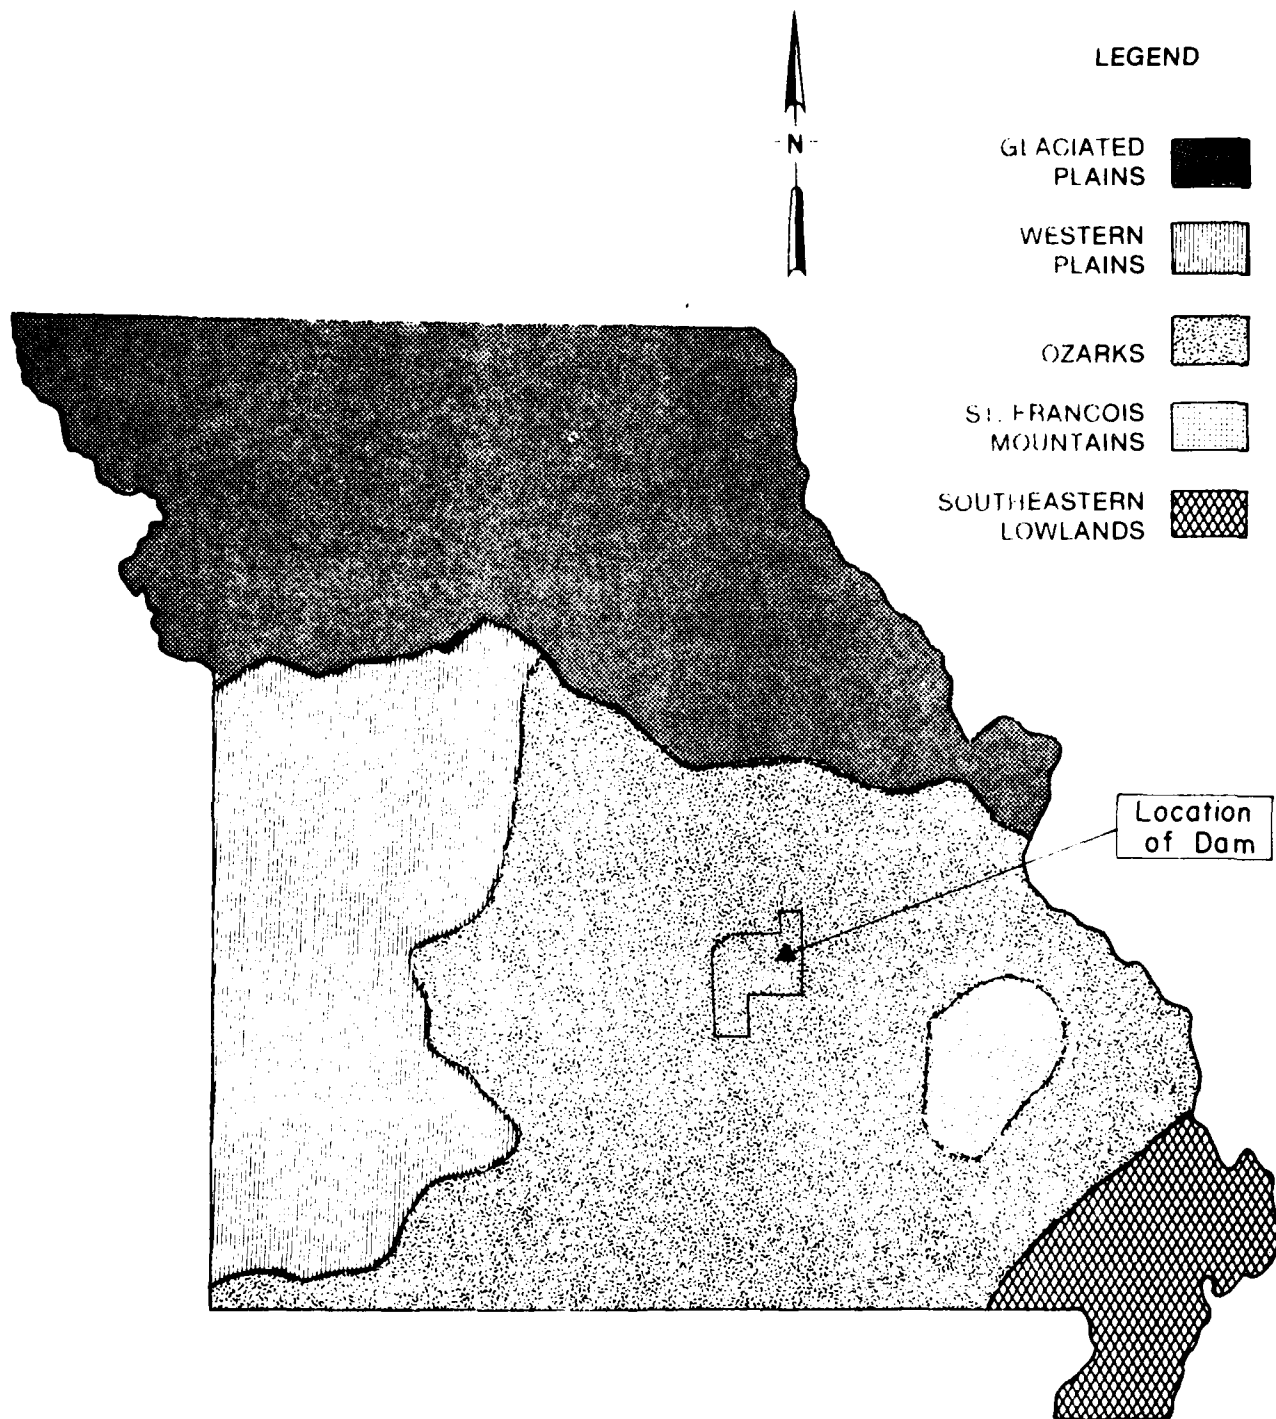 LEGEND
N
GLACIATED
PLAINS
WESTERN
PLAINS
OZARKS
ST. FRANCOIS
MOUNTAINS
SOUTHEASTERN
LOWLANDS
Location
of Dam